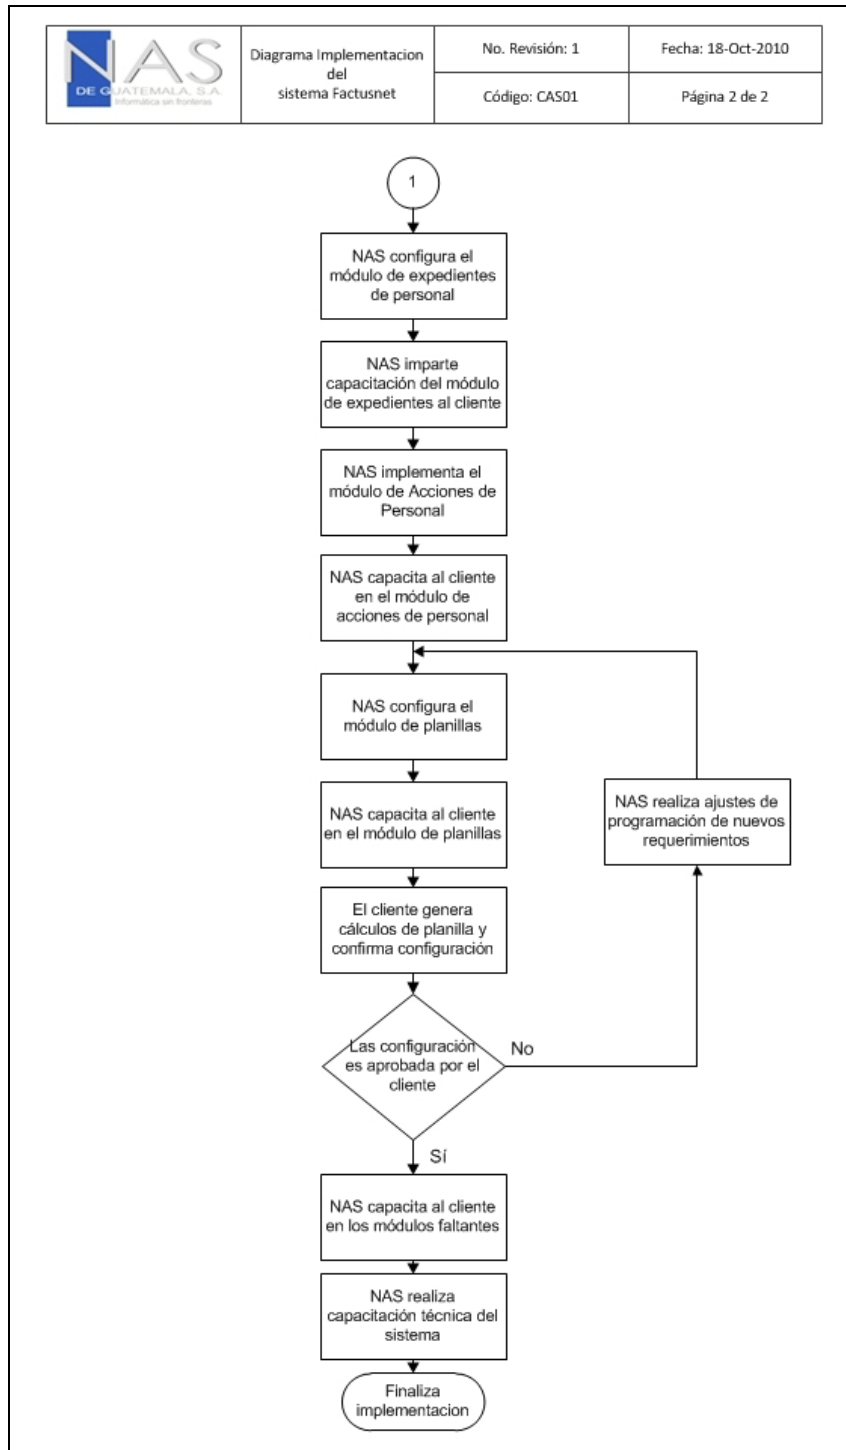 NAS
DE GUATEMALA, S.A.
Informática sin fronteras
Diagrama Implementacion
del
sistema Factusnet
No. Revisión: 1
Fecha: 18-Oct-2010
Código: CAS01
Página 2 de 2
1
NAS configura el
módulo de expedientes
de personal
NAS imparte
capacitación del módulo
de expedientes al cliente
NAS implementa el
módulo de Acciones de
Personal
NAS capacita al cliente
en el módulo de
acciones de personal
NAS configura el
módulo de planillas
NAS capacita al cliente
en el módulo de planillas
NAS realiza ajustes de
programación de nuevos
requerimientos
El cliente genera
cálculos de planilla y
confirma configuración
Las configuración
es aprobada por el
cliente
No
Sí
NAS capacita al cliente
en los módulos faltantes
NAS realiza
capacitación técnica del
sistema
Finaliza
implementacion